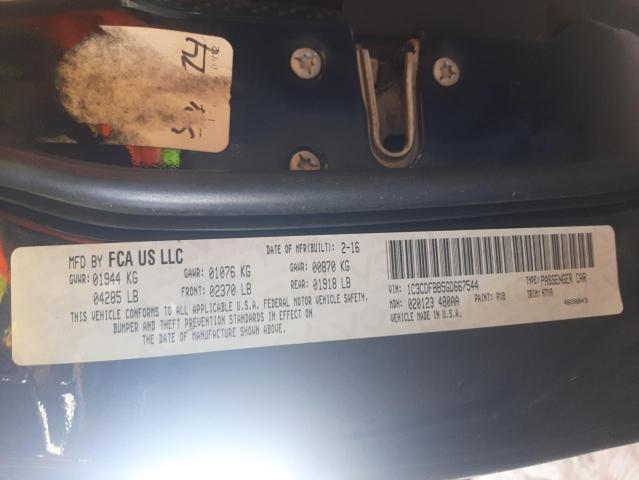 MFD BY FCA US LLC
DATE OF MFR(BUILT): 2-16
GVWR: 01944 KG GAWR: 01076 KG GAWR: 00870 KG
04285 LB FRONT: 02370 LB REAR: 01918 LB
THIS VEHICLE CONFORMS TO ALL APPLICABLE U.S.A. FEDERAL MOTOR VEHICLE SAFETY,
BUMPER AND THEFT PREVENTION STANDARDS IN EFFECT ON
THE DATE OF MANUFACTURE SHOWN ABOVE.
VIN: 1C3CDFBB5GD667544 TYPE: PASSENGER CAR
MDH: 020123 480AA PAINT: PXB TRIM: H7X9
VEHICLE MADE IN U.S.A.
24